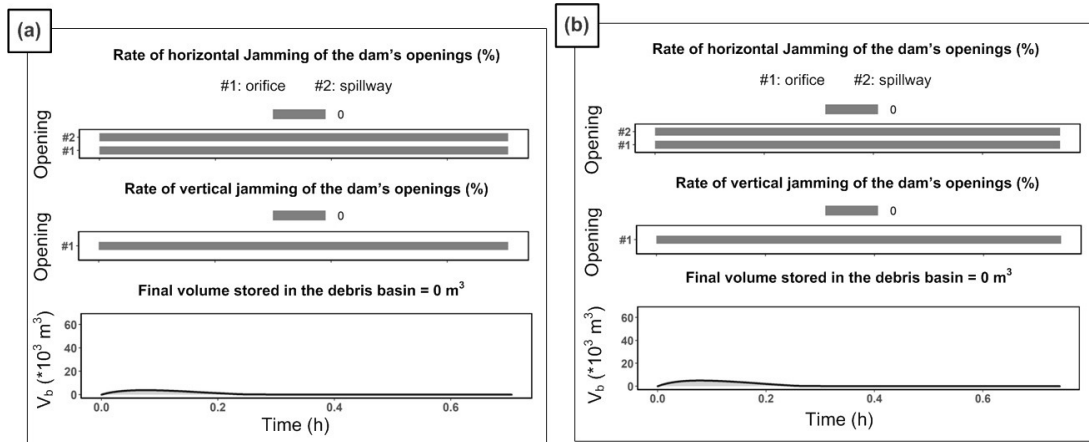 (a)
Rate of horizontal Jamming of the dam's openings (%)
#1: orifice #2: spillway
0
Opening
#2
#1
Rate of vertical jamming of the dam's openings (%)
0
Opening
#1
Final volume stored in the debris basin = 0 m³
V_b (*10³ m³)
60
40
20
0
0.0 0.2 0.4 0.6
Time (h)
(b)
Rate of horizontal Jamming of the dam's openings (%)
#1: orifice #2: spillway
0
Opening
#2
#1
Rate of vertical jamming of the dam's openings (%)
0
Opening
#1
Final volume stored in the debris basin = 0 m³
V_b (*10³ m³)
60
40
20
0
0.0 0.2 0.4 0.6
Time (h)